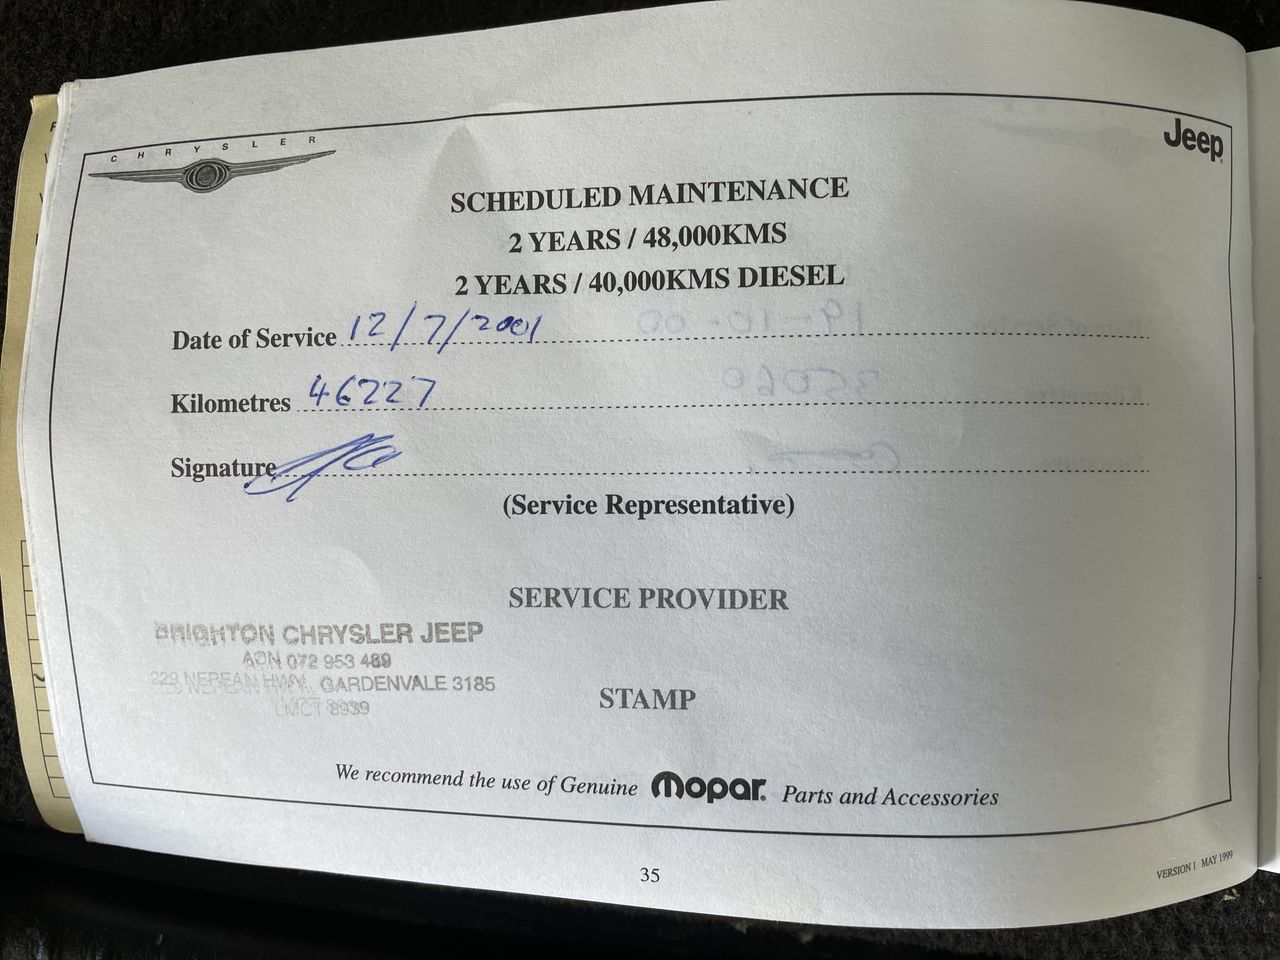 CHRYSLER
Jeep
SCHEDULED MAINTENANCE
2 YEARS / 48,000KMS
2 YEARS / 40,000KMS DIESEL
Date of Service 12/7/2001
Kilometres 46227
Signature
(Service Representative)
SERVICE PROVIDER
BRIGHTON CHRYSLER JEEP
ACN 072 953 489
229 NEPEAN HWY, GARDENVALE 3185
LMCT 8939
STAMP
We recommend the use of Genuine Mopar Parts and Accessories
35
VERSION 1 MAY 1999